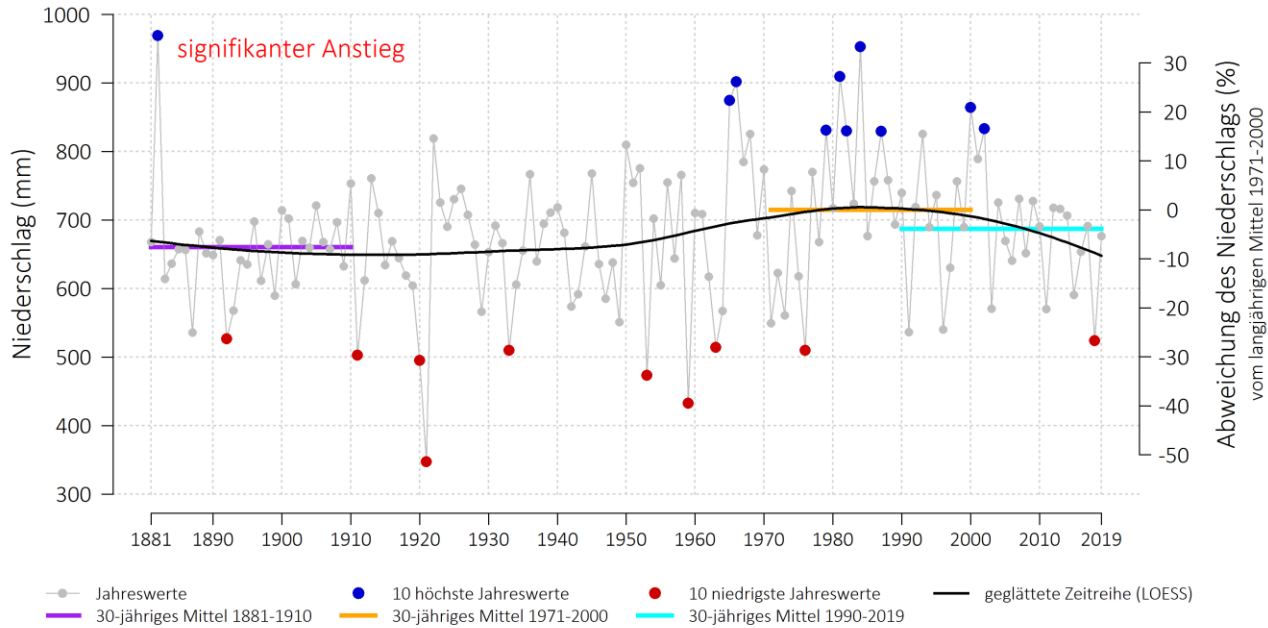 signifikanter Anstieg
Niederschlag (mm)
1000
900
800
700
600
500
400
300
30
20
10
0
-10
-20
-30
-40
-50
Abweichung des Niederschlags (%)
vom langjährigen Mittel 1971-2000
1881 1890 1900 1910 1920 1930 1940 1950 1960 1970 1980 1990 2000 2010 2019
Jahreswerte 10 höchste Jahreswerte 10 niedrigste Jahreswerte geglättete Zeitreihe (LOESS)
30-jähriges Mittel 1881-1910 30-jähriges Mittel 1971-2000 30-jähriges Mittel 1990-2019